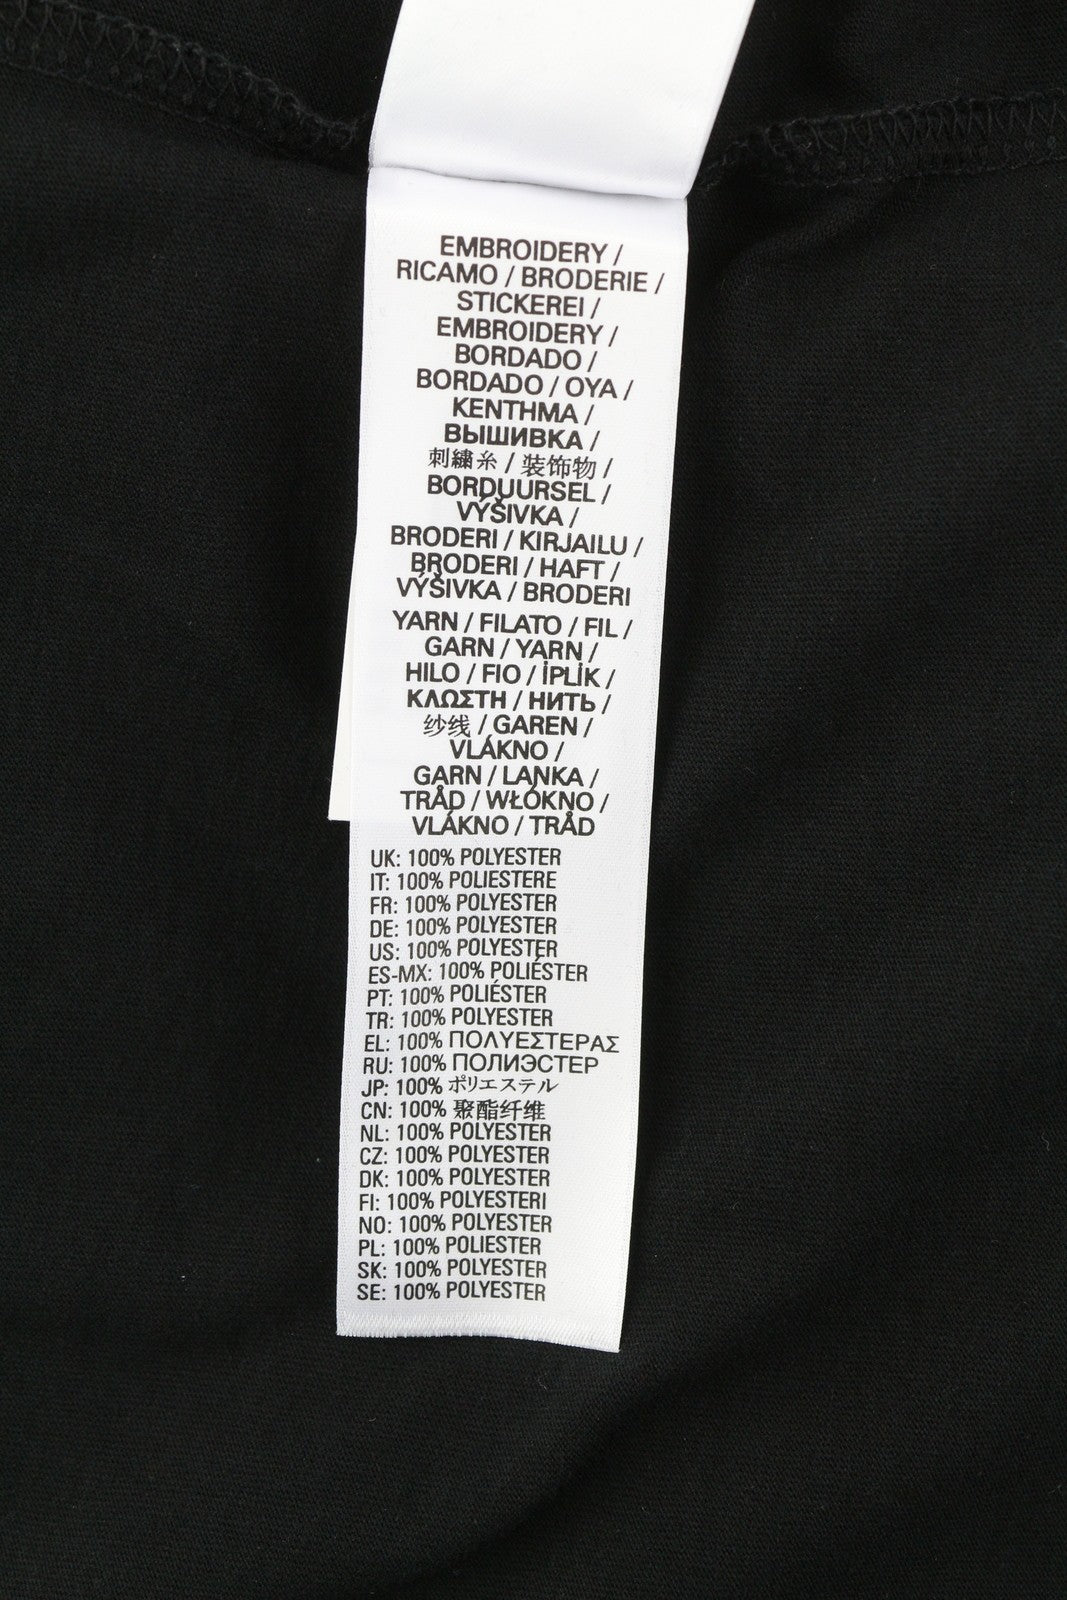 EMBROIDERY /
RICAMO / BRODERIE /
STICKEREI /
EMBROIDERY /
BORDADO /
BORDADO / OYA /
ΚΕΝΤΗΜΑ /
ВЫШИВКА /
刺繍糸 / 装饰物 /
BORDUURSEL /
VÝŠIVKA /
BRODERI / KIRJAILU /
BRODERI / HAFT /
VÝŠIVKA / BRODERI
YARN / FILATO / FIL /
GARN / YARN /
HILO / FIO / İPLİK /
ΚΛΩΣΤΗ / НИТЬ /
纱线 / GAREN /
VLÁKNO /
GARN / LANKA /
TRÅD / WŁÓKNO /
VLÁKNO / TRÅD
UK: 100% POLYESTER
IT: 100% POLIESTERE
FR: 100% POLYESTER
DE: 100% POLYESTER
US: 100% POLYESTER
ES-MX: 100% POLIÉSTER
PT: 100% POLIÉSTER
TR: 100% POLYESTER
EL: 100% ΠΟΛΥΕΣΤΕΡΑΣ
RU: 100% ПОЛИЭСТЕР
JP: 100% ポリエステル
CN: 100% 聚酯纤维
NL: 100% POLYESTER
CZ: 100% POLYESTER
DK: 100% POLYESTER
FI: 100% POLYESTERI
NO: 100% POLYESTER
PL: 100% POLIESTER
SK: 100% POLYESTER
SE: 100% POLYESTER